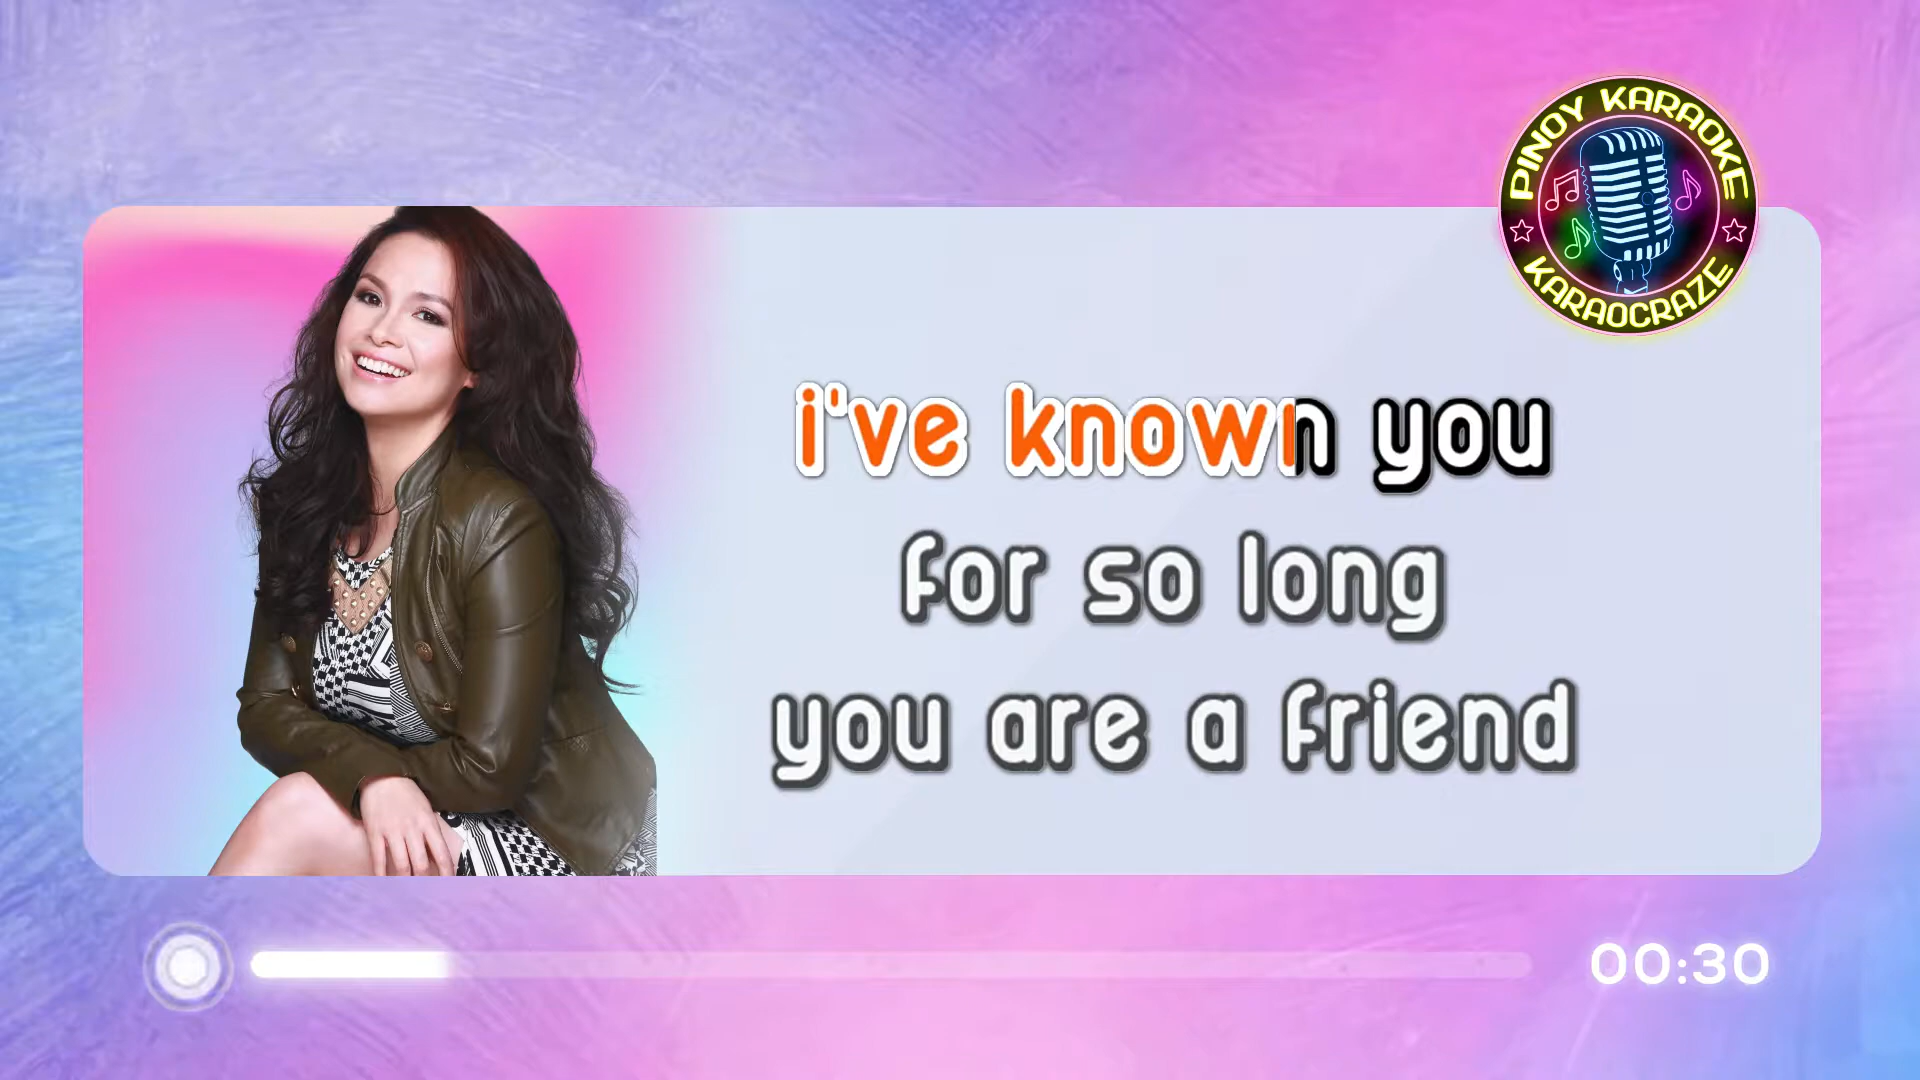 PINOY KARAOKE
KARAOCRAZE
i've known you
for so long
you are a friend
00:30